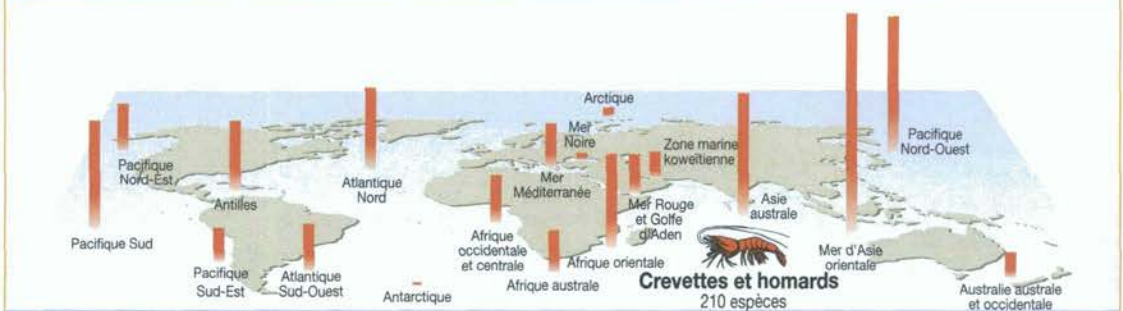 Arctique
Mer
Noire
Zone marine
koweïtienne
Pacifique
Nord-Ouest
Pacifique
Nord-Est
Antilles
Atlantique
Nord
Mer
Méditerranée
Mer Rouge
et Golfe
d'Aden
Asie
australe
Pacifique Sud
Afrique
occidentale
et centrale
Afrique orientale
Mer d'Asie
orientale
Pacifique
Sud-Est
Atlantique
Sud-Ouest
Antarctique
Afrique australe
Crevettes et homards
210 espèces
Australie australe
et occidentale